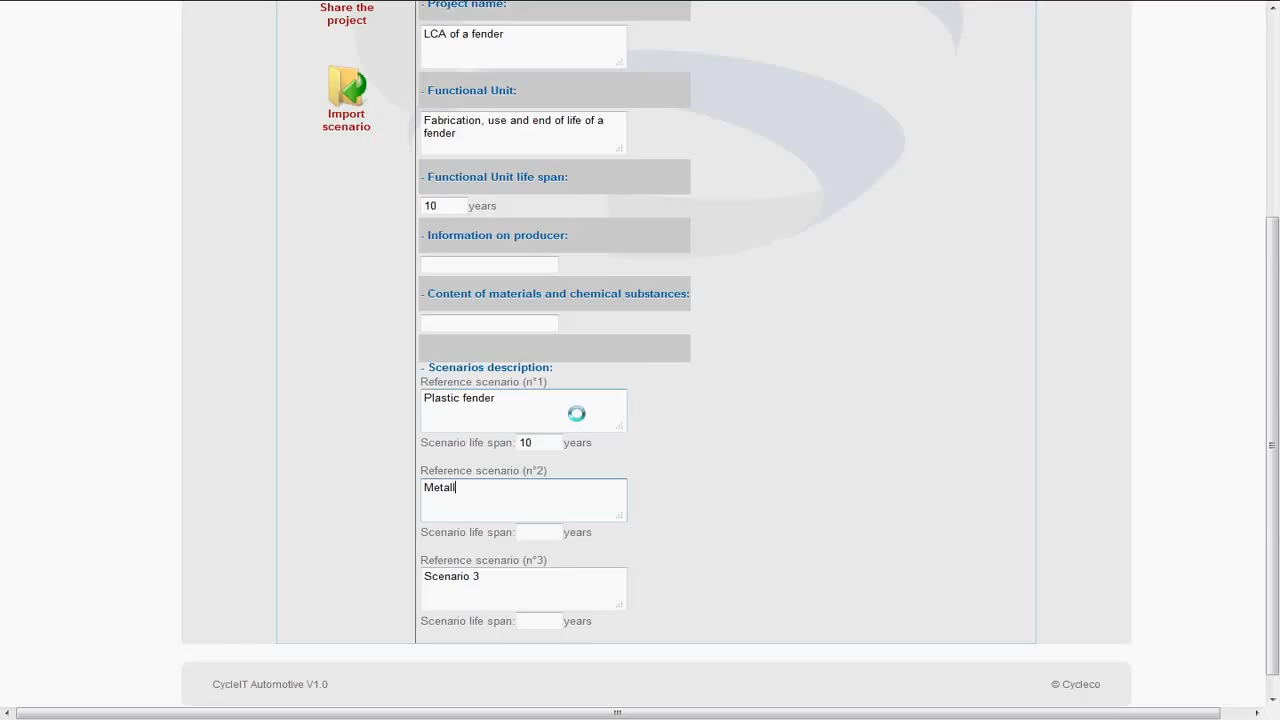 Share the
project
Import
scenario
- Project name:
LCA of a fender
- Functional Unit:
Fabrication, use and end of life of a
fender
- Functional Unit life span:
10 years
- Information on producer:
- Content of materials and chemical substances:
- Scenarios description:
Reference scenario (n°1)
Plastic fender
Scenario life span: 10 years
Reference scenario (n°2)
Metall
Scenario life span: years
Reference scenario (n°3)
Scenario 3
Scenario life span: years
CycleIT Automotive V1.0 © Cycleco